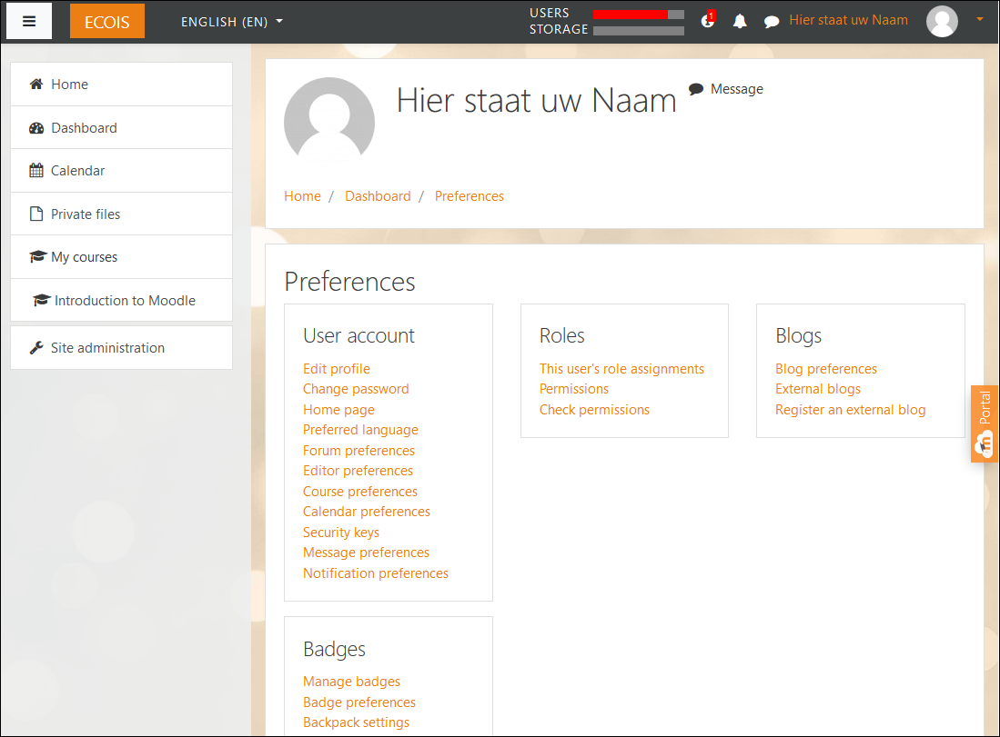 ECOIS
ENGLISH (EN)
USERS
STORAGE
1
Hier staat uw Naam
Home
Dashboard
Calendar
Private files
My courses
Introduction to Moodle
Site administration
Hier staat uw Naam
Message
Home / Dashboard / Preferences
Preferences
User account
Edit profile
Change password
Home page
Preferred language
Forum preferences
Editor preferences
Course preferences
Calendar preferences
Security keys
Message preferences
Notification preferences
Roles
This user's role assignments
Permissions
Check permissions
Blogs
Blog preferences
External blogs
Register an external blog
Badges
Manage badges
Badge preferences
Backpack settings
Portal
m